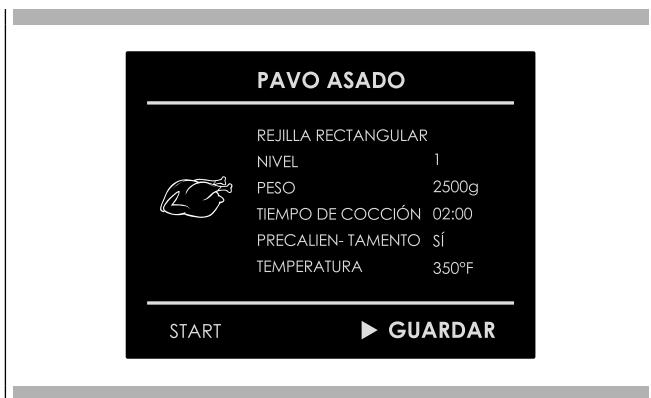 PAVO ASADO
REJILLA RECTANGULAR
NIVEL 1
PESO 2500g
TIEMPO DE COCCIÓN 02:00
PRECALIEN- TAMENTO SÍ
TEMPERATURA 350°F
START ▶ GUARDAR